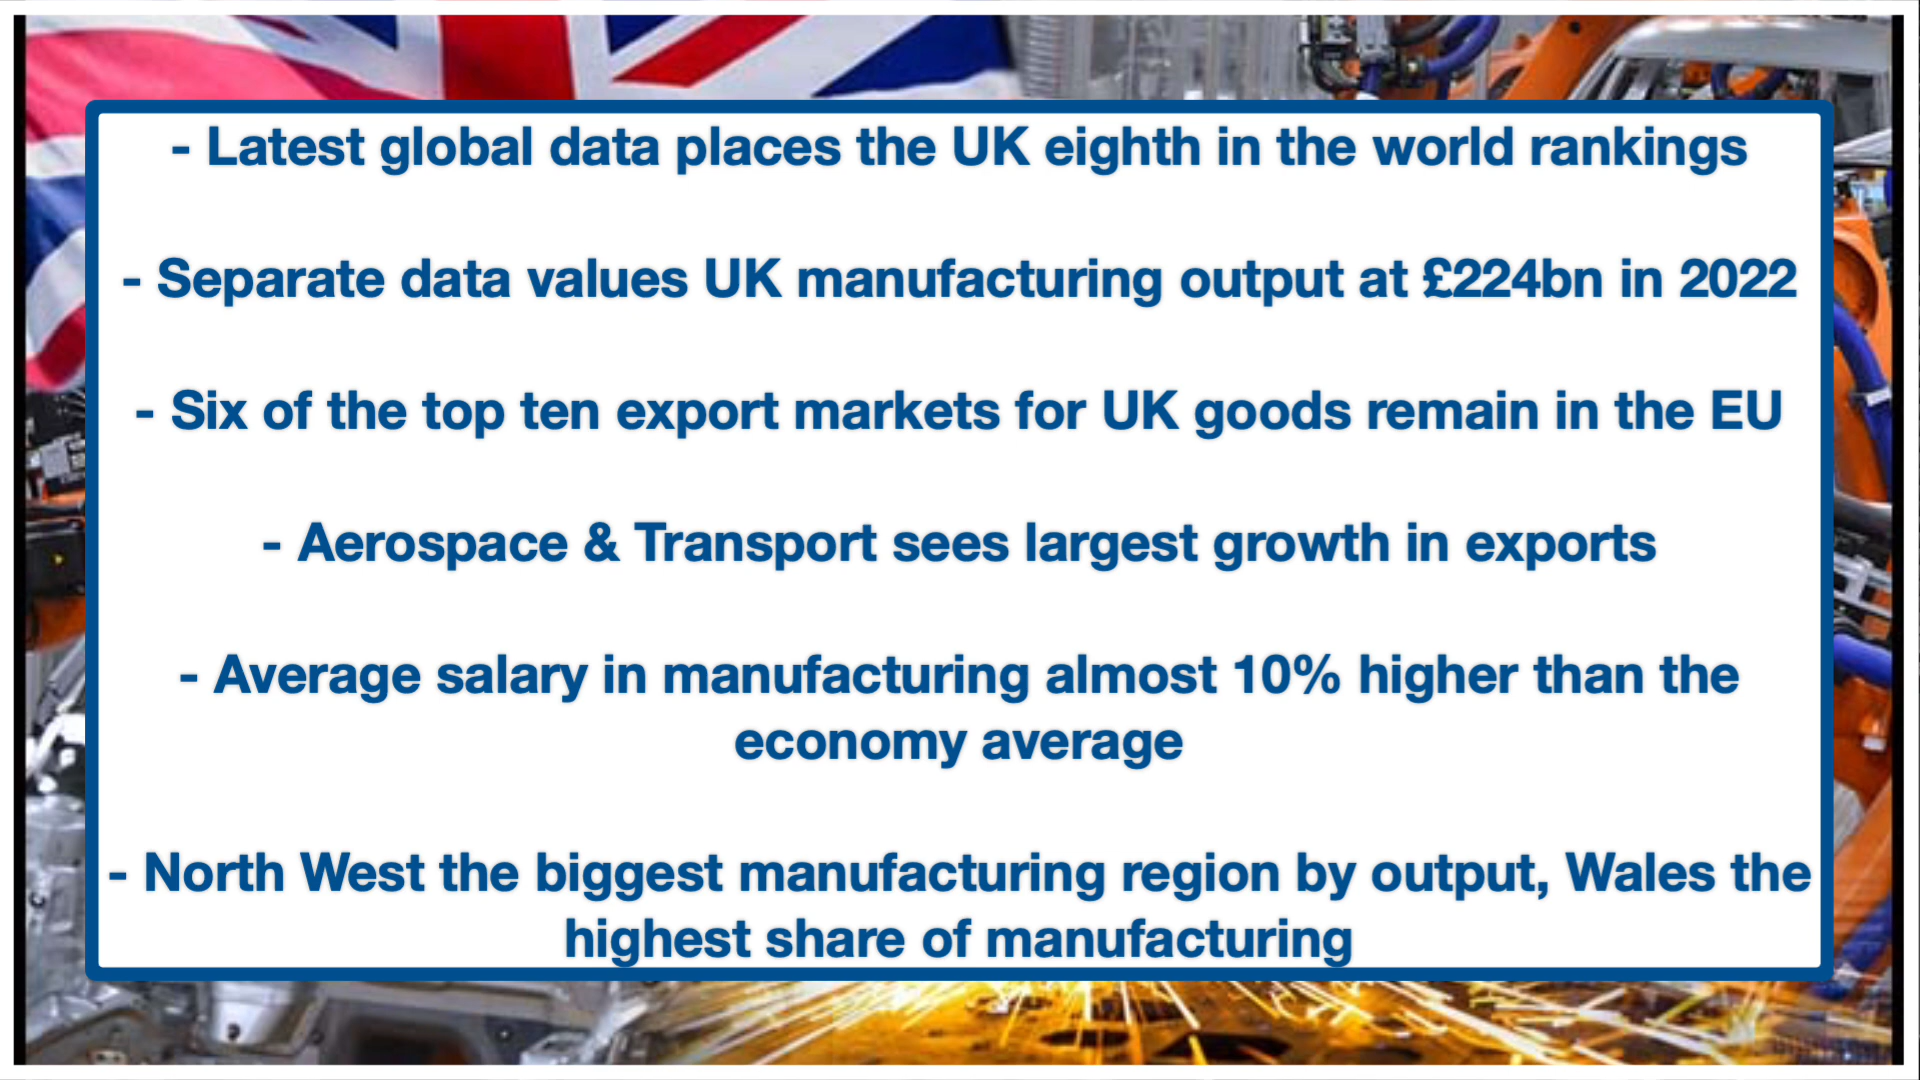 - Latest global data places the UK eighth in the world rankings
- Separate data values UK manufacturing output at £224bn in 2022
- Six of the top ten export markets for UK goods remain in the EU
- Aerospace & Transport sees largest growth in exports
- Average salary in manufacturing almost 10% higher than the
economy average
- North West the biggest manufacturing region by output, Wales the
highest share of manufacturing